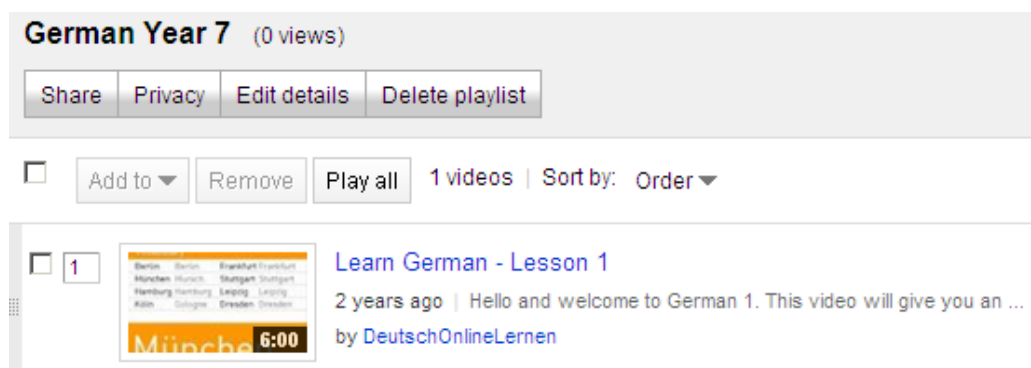 German Year 7 (0 views)
Share Privacy Edit details Delete playlist
Add to Remove Play all 1 videos | Sort by: Order
1
Learn German - Lesson 1
2 years ago | Hello and welcome to German 1. This video will give you an ...
by DeutschOnlineLernen
Berlin Berlin Frankfurt Frankfurt
München Munich Stuttgart Stuttgart
Hamburg Hamburg Leipzig Leipzig
Köln Cologne Dresden Dresden
Münche 6:00